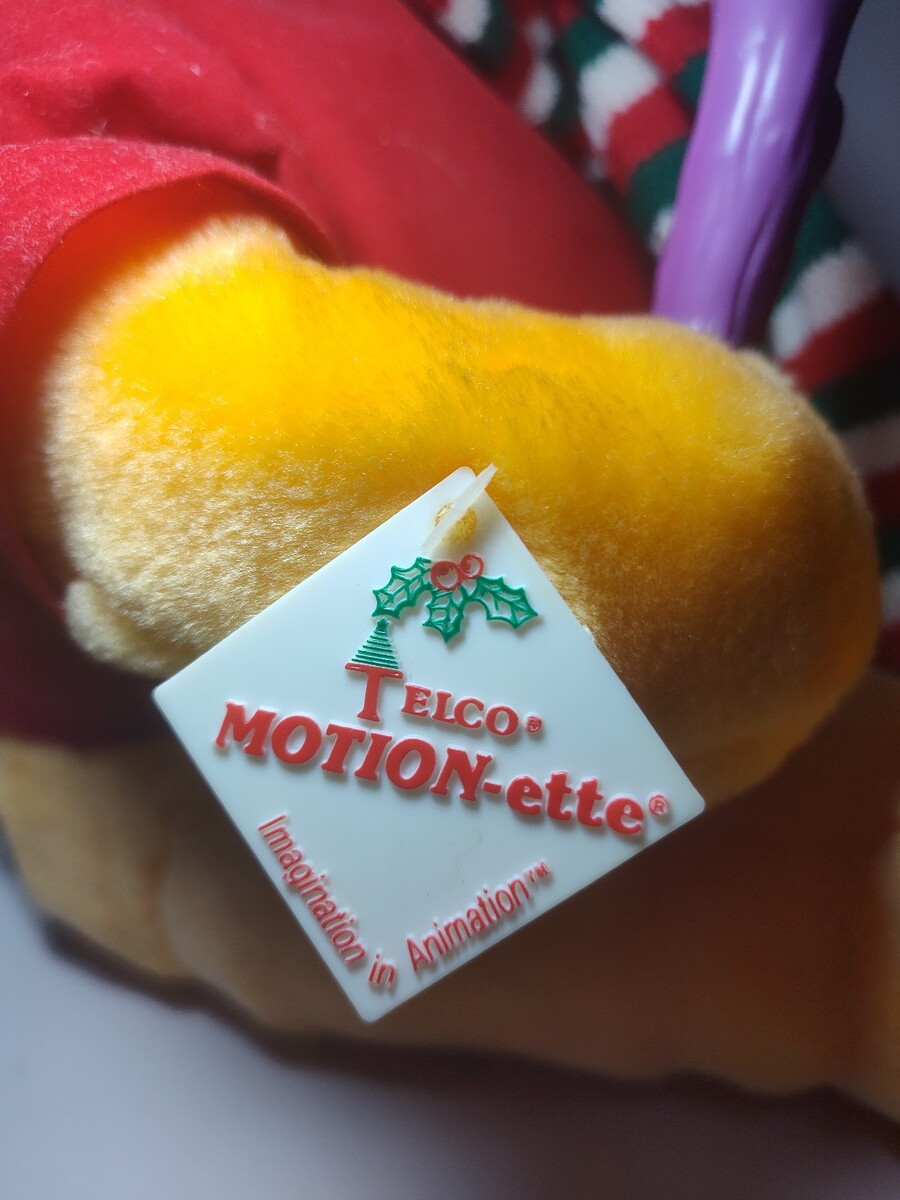 TELCO®
MOTION-ette®
Imagination in Animation™